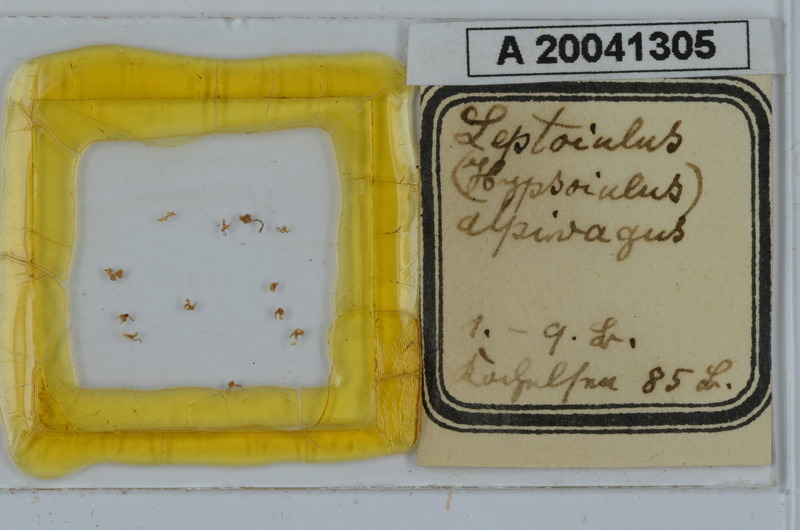 A 20041305
Leptoiulus
(Hypsoiulus)
alpivagus
1. - 9. L.
85 L.